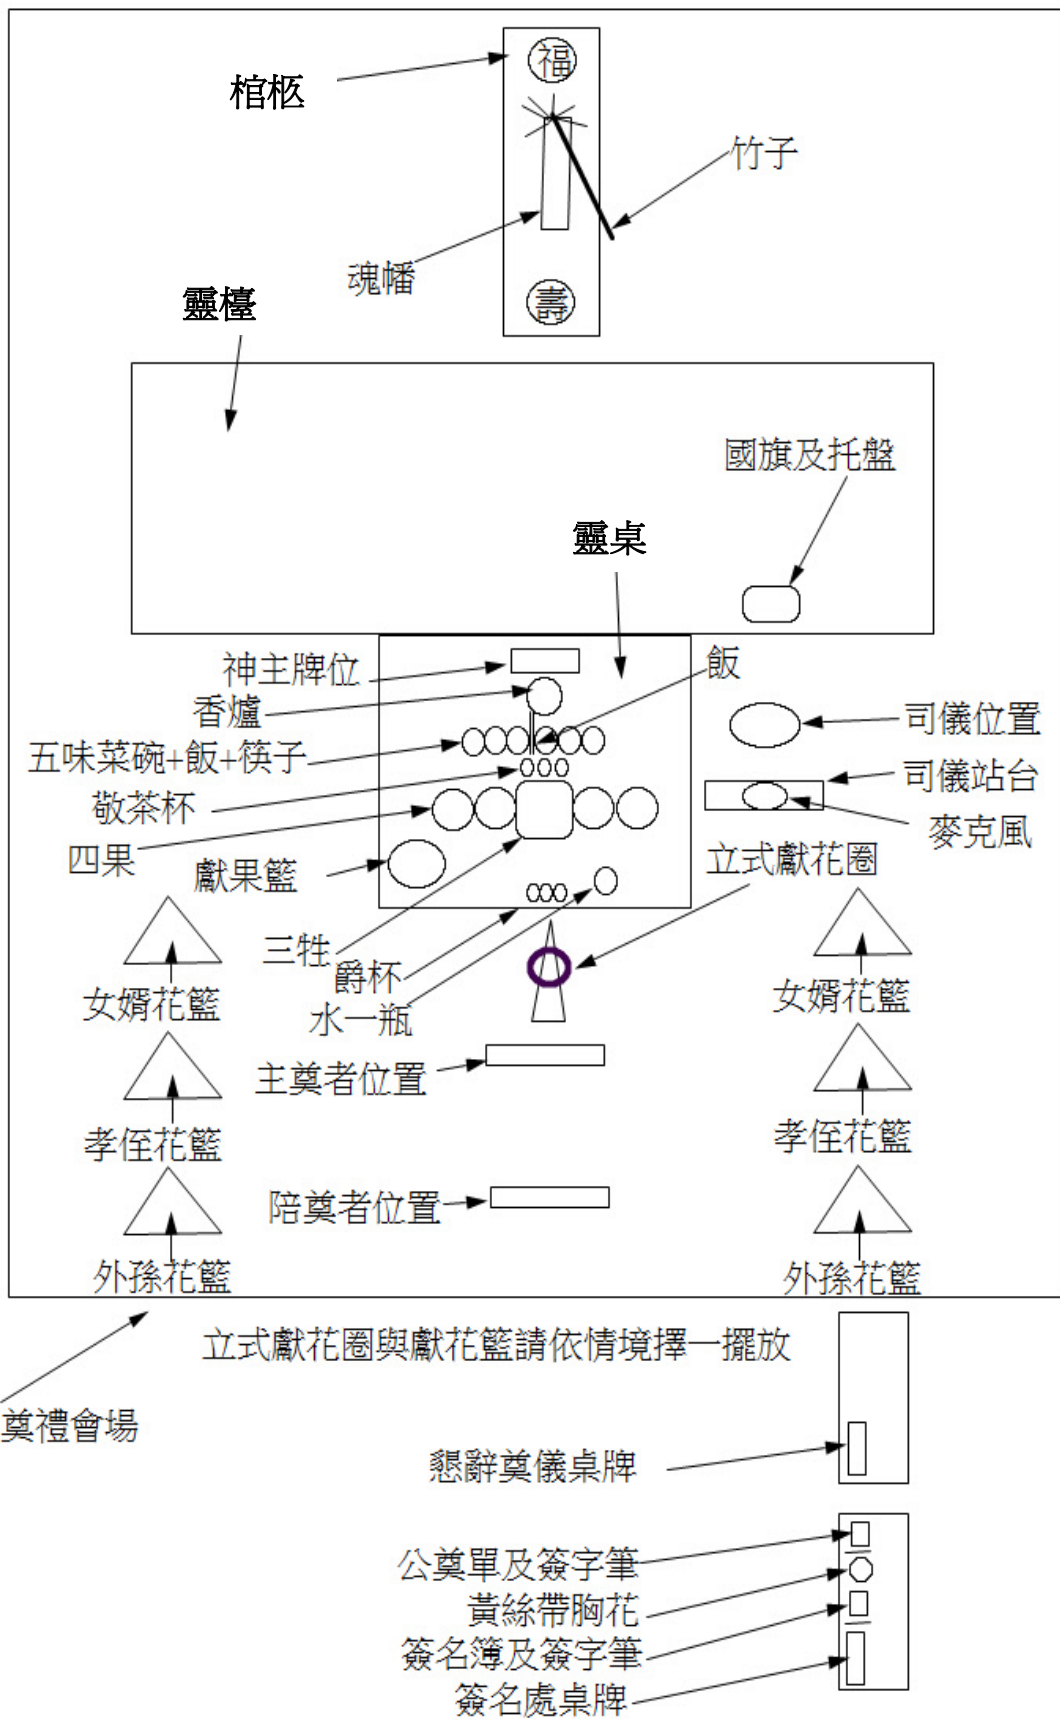 福
棺柩
竹子
魂幡
壽
靈檯
國旗及托盤
靈桌
神主牌位
飯
香爐
司儀位置
五味菜碗+飯+筷子
司儀站台
敬茶杯
麥克風
四果
立式獻花圈
獻果籃
三牲
爵杯
女婿花籃
女婿花籃
水一瓶
主奠者位置
孝侄花籃
孝侄花籃
陪奠者位置
外孫花籃
外孫花籃
立式獻花圈與獻花籃請依情境擇一擺放
奠禮會場
懇辭奠儀桌牌
公奠單及簽字筆
黃絲帶胸花
簽名簿及簽字筆
簽名處桌牌